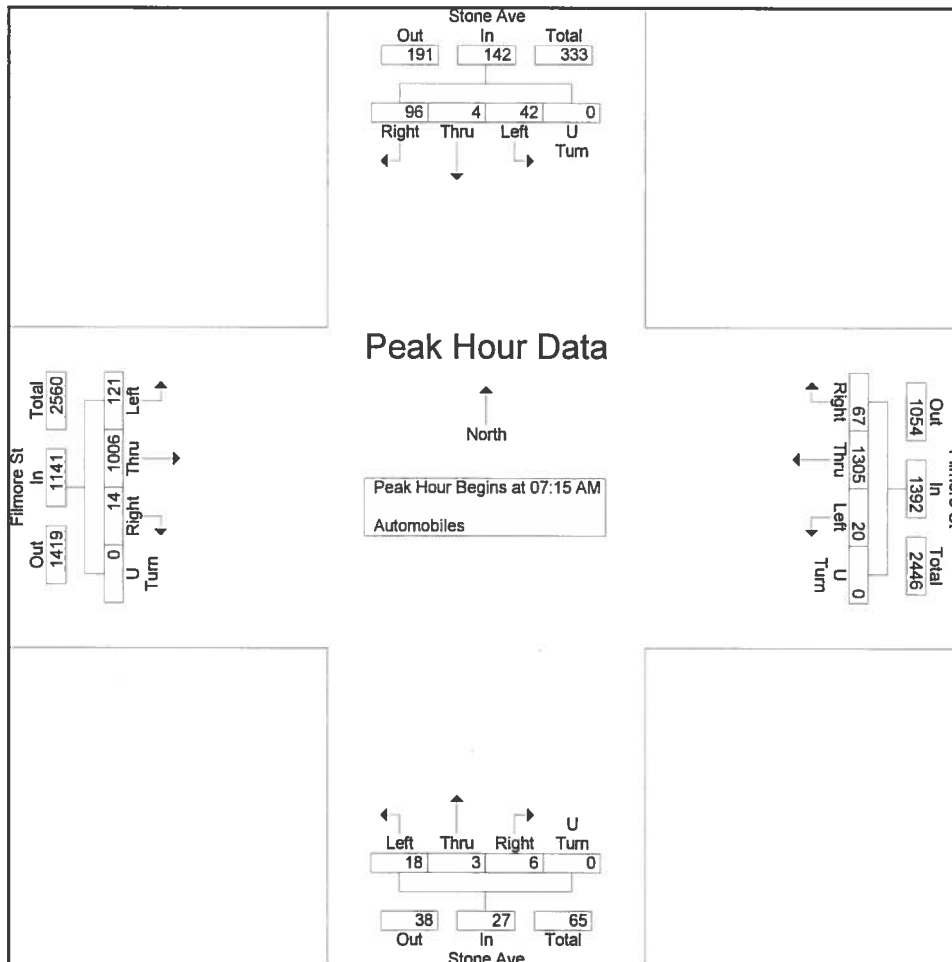 Stone Ave
Out In Total
191 142 333
96 4 42 0
Right Thru Left U Turn
Peak Hour Data
North
Peak Hour Begins at 07:15 AM
Automobiles
Filmore St
Total In Out
2560 1141 1419
121 1006 14 0
Left Thru Right U Turn
Right Thru Left U Turn
67 1305 20 0
1054 1392 2446
Out In Total
Left Thru Right U Turn
18 3 6 0
38 27 65
Out In Total
Stone Ave